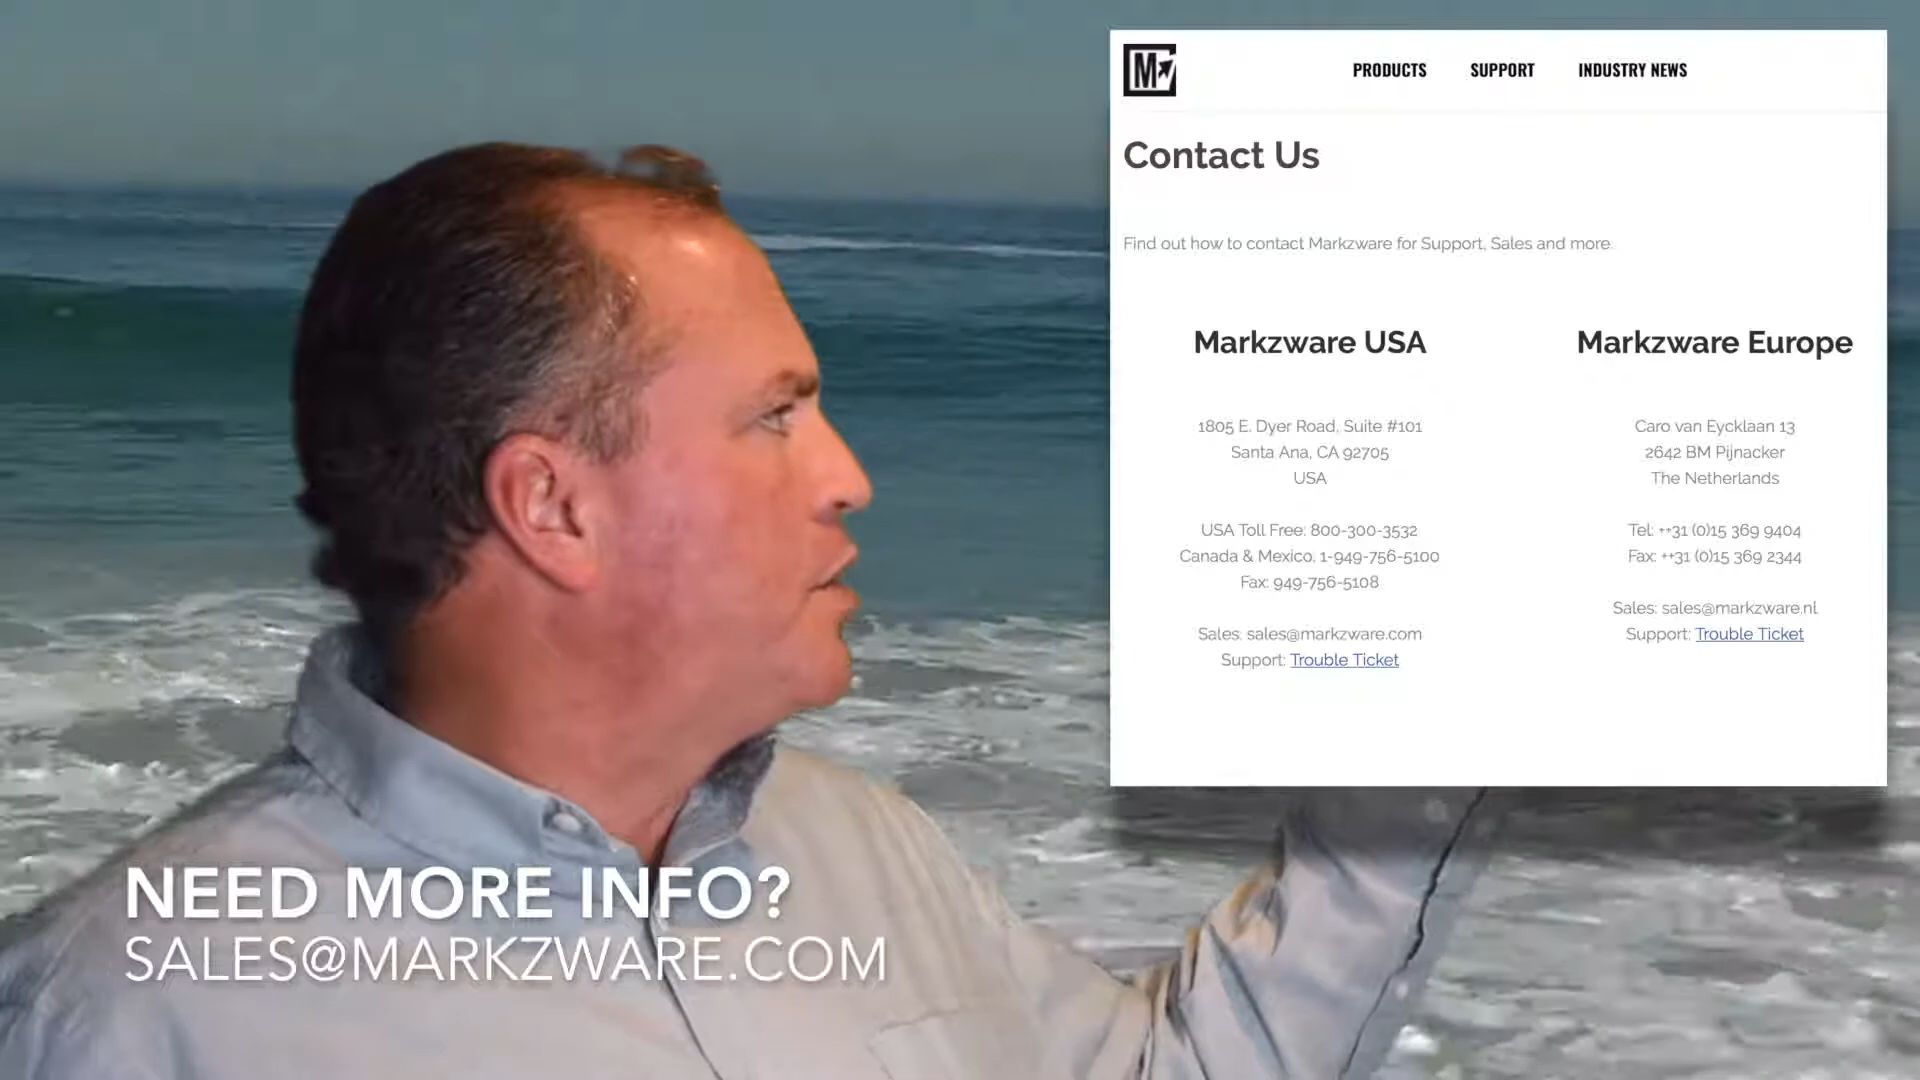 M
PRODUCTS SUPPORT INDUSTRY NEWS
Contact Us
Find out how to contact Markzware for Support, Sales and more.
Markzware USA
1805 E. Dyer Road, Suite #101
Santa Ana, CA 92705
USA
USA Toll Free: 800-300-3532
Canada & Mexico, 1-949-756-5100
Fax: 949-756-5108
Sales: sales@markzware.com
Support: Trouble Ticket
Markzware Europe
Caro van Eycklaan 13
2642 BM Pijnacker
The Netherlands
Tel: ++31 (0)15 369 9404
Fax: ++31 (0)15 369 2344
Sales: sales@markzware.nl
Support: Trouble Ticket
NEED MORE INFO?
SALES@MARKZWARE.COM